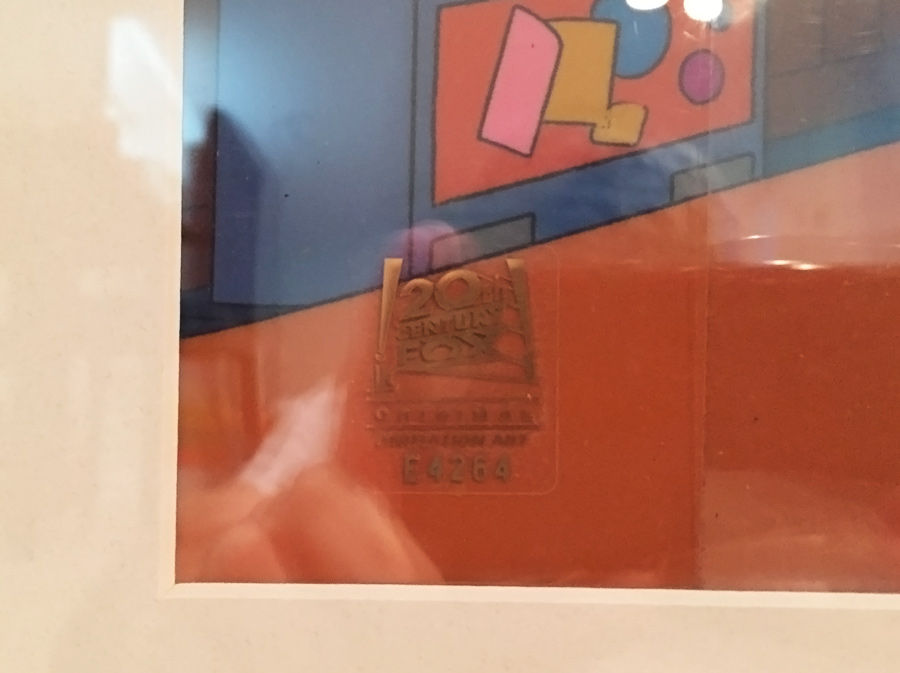 20TH
CENTURY
FOX
ORIGINAL
ANIMATION ART
E4264